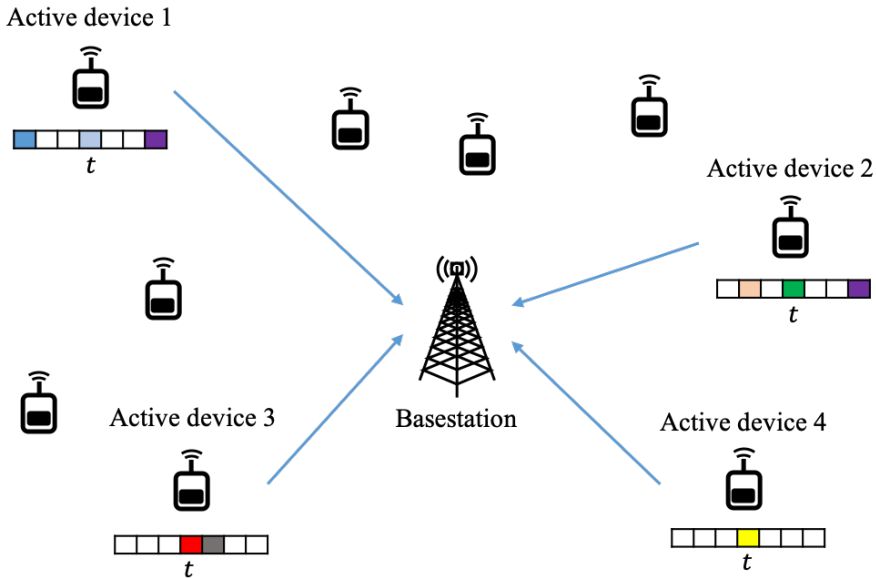 Active device 1
t
Active device 2
t
Basestation
Active device 3
t
Active device 4
t